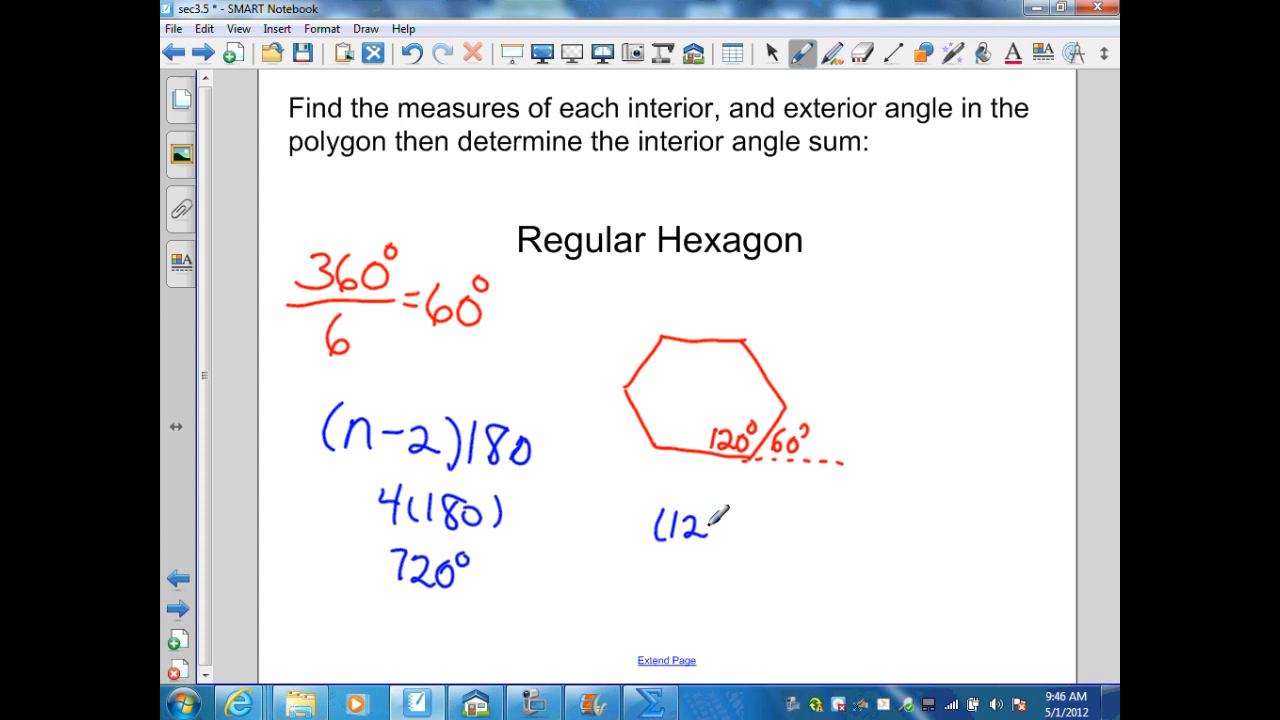 sec3.5 * - SMART Notebook
File Edit View Insert Format Draw Help
Find the measures of each interior, and exterior angle in the
polygon then determine the interior angle sum:
Regular Hexagon
360°
6
=60°
120° 60°
(n-2)180
4(180)
720°
(12
Extend Page
9:46 AM
5/1/2012